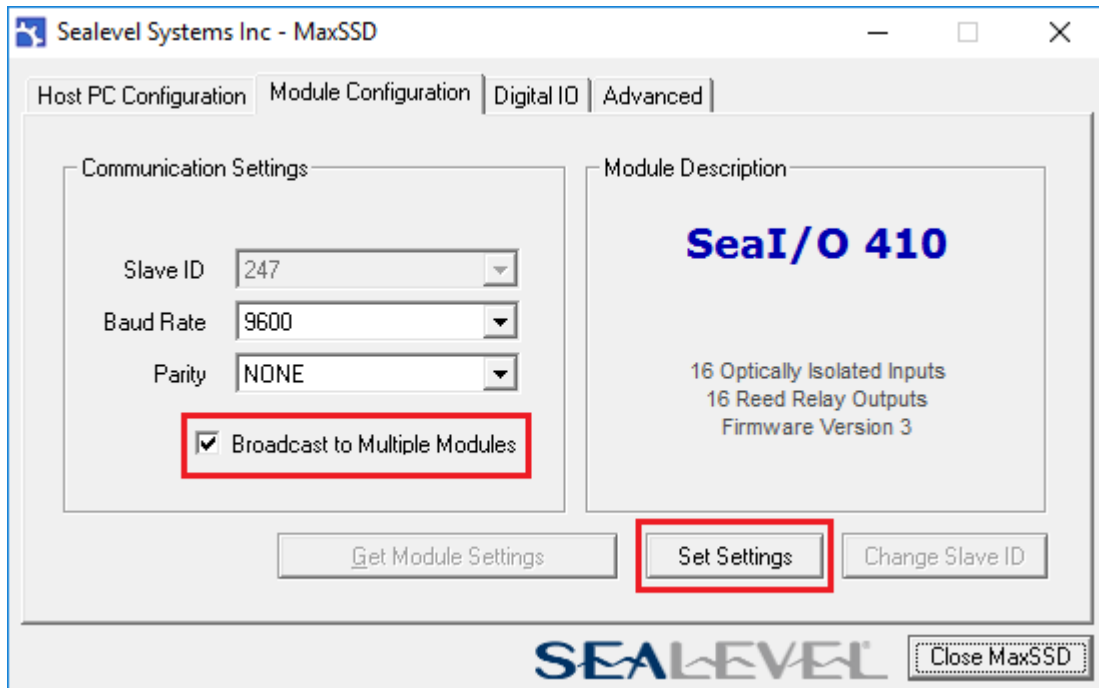 Sealevel Systems Inc - MaxSSD
Host PC Configuration
Module Configuration
Digital IO
Advanced
Communication Settings
Slave ID
247
Baud Rate
9600
Parity
NONE
Broadcast to Multiple Modules
Module Description
SeaI/O 410
16 Optically Isolated Inputs
16 Reed Relay Outputs
Firmware Version 3
Get Module Settings
Set Settings
Change Slave ID
SEALEVEL
Close MaxSSD